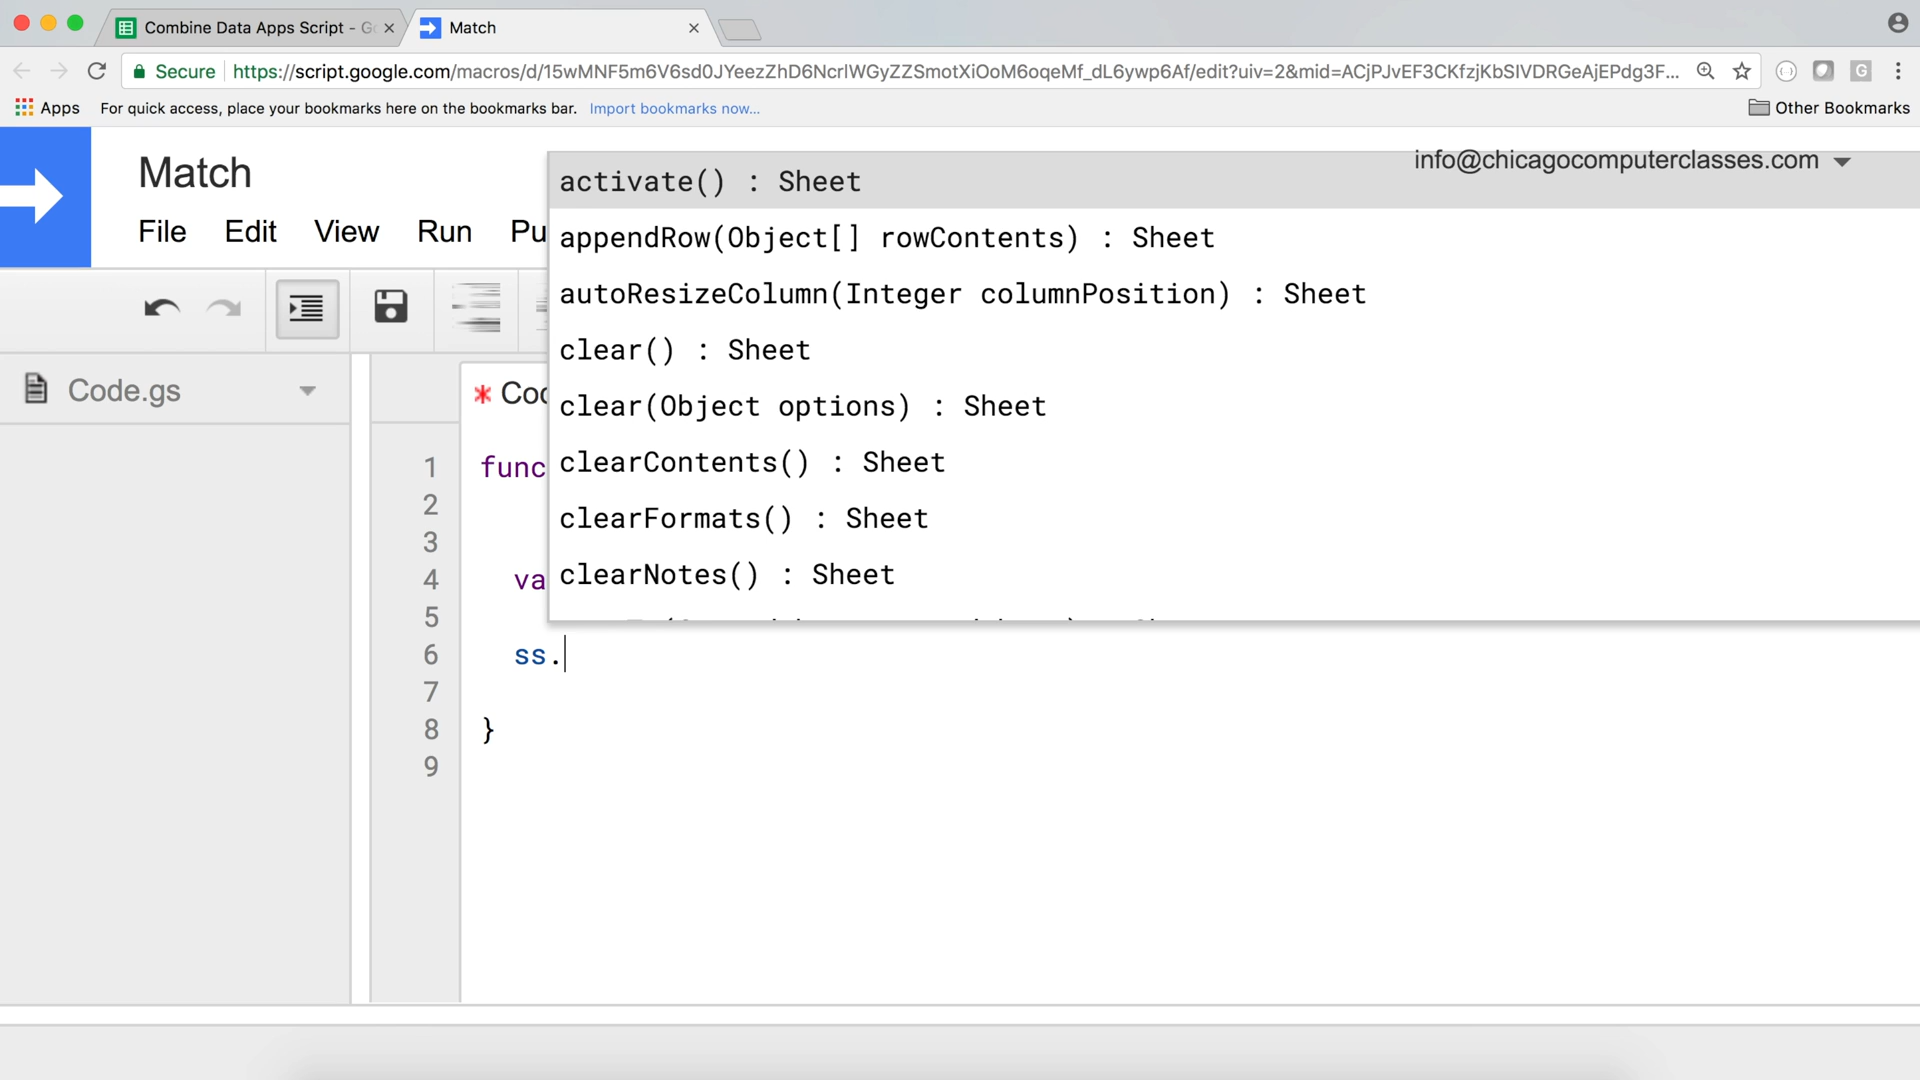 Combine Data Apps Script - Go
Match
Secure https://script.google.com/macros/d/15wMNF5m6V6sd0JYeezZhD6NcrlWGyZZSmotXiOoM6oqeMf_dL6ywp6Af/edit?uiv=2&mid=ACjPJvEF3CKfzjKbSIVDRGeAjEPdg3F...
Apps For quick access, place your bookmarks here on the bookmarks bar. Import bookmarks now... Other Bookmarks
Match
info@chicagocomputerclasses.com
File Edit View Run Pu
activate() : Sheet
appendRow(Object[] rowContents) : Sheet
autoResizeColumn(Integer columnPosition) : Sheet
clear() : Sheet
clear(Object options) : Sheet
clearContents() : Sheet
clearFormats() : Sheet
clearNotes() : Sheet
Code.gs
* Cod
1 func
2
3
4 va
5
6 ss.
7
8 }
9